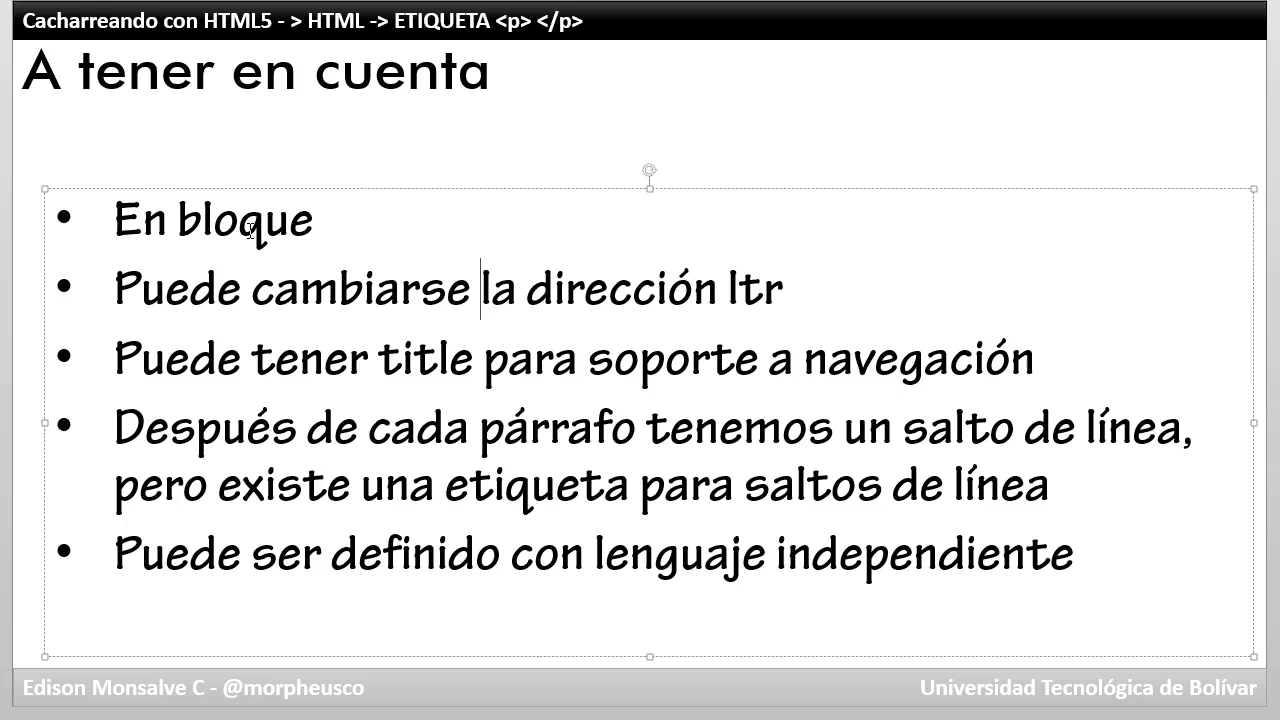 Cacharreando con HTML5 - > HTML -> ETIQUETA <p> </p>
A tener en cuenta
• En bloque
• Puede cambiarse la dirección ltr
• Puede tener title para soporte a navegación
• Después de cada párrafo tenemos un salto de línea,
pero existe una etiqueta para saltos de línea
• Puede ser definido con lenguaje independiente
Edison Monsalve C - @morpheusco
Universidad Tecnológica de Bolívar